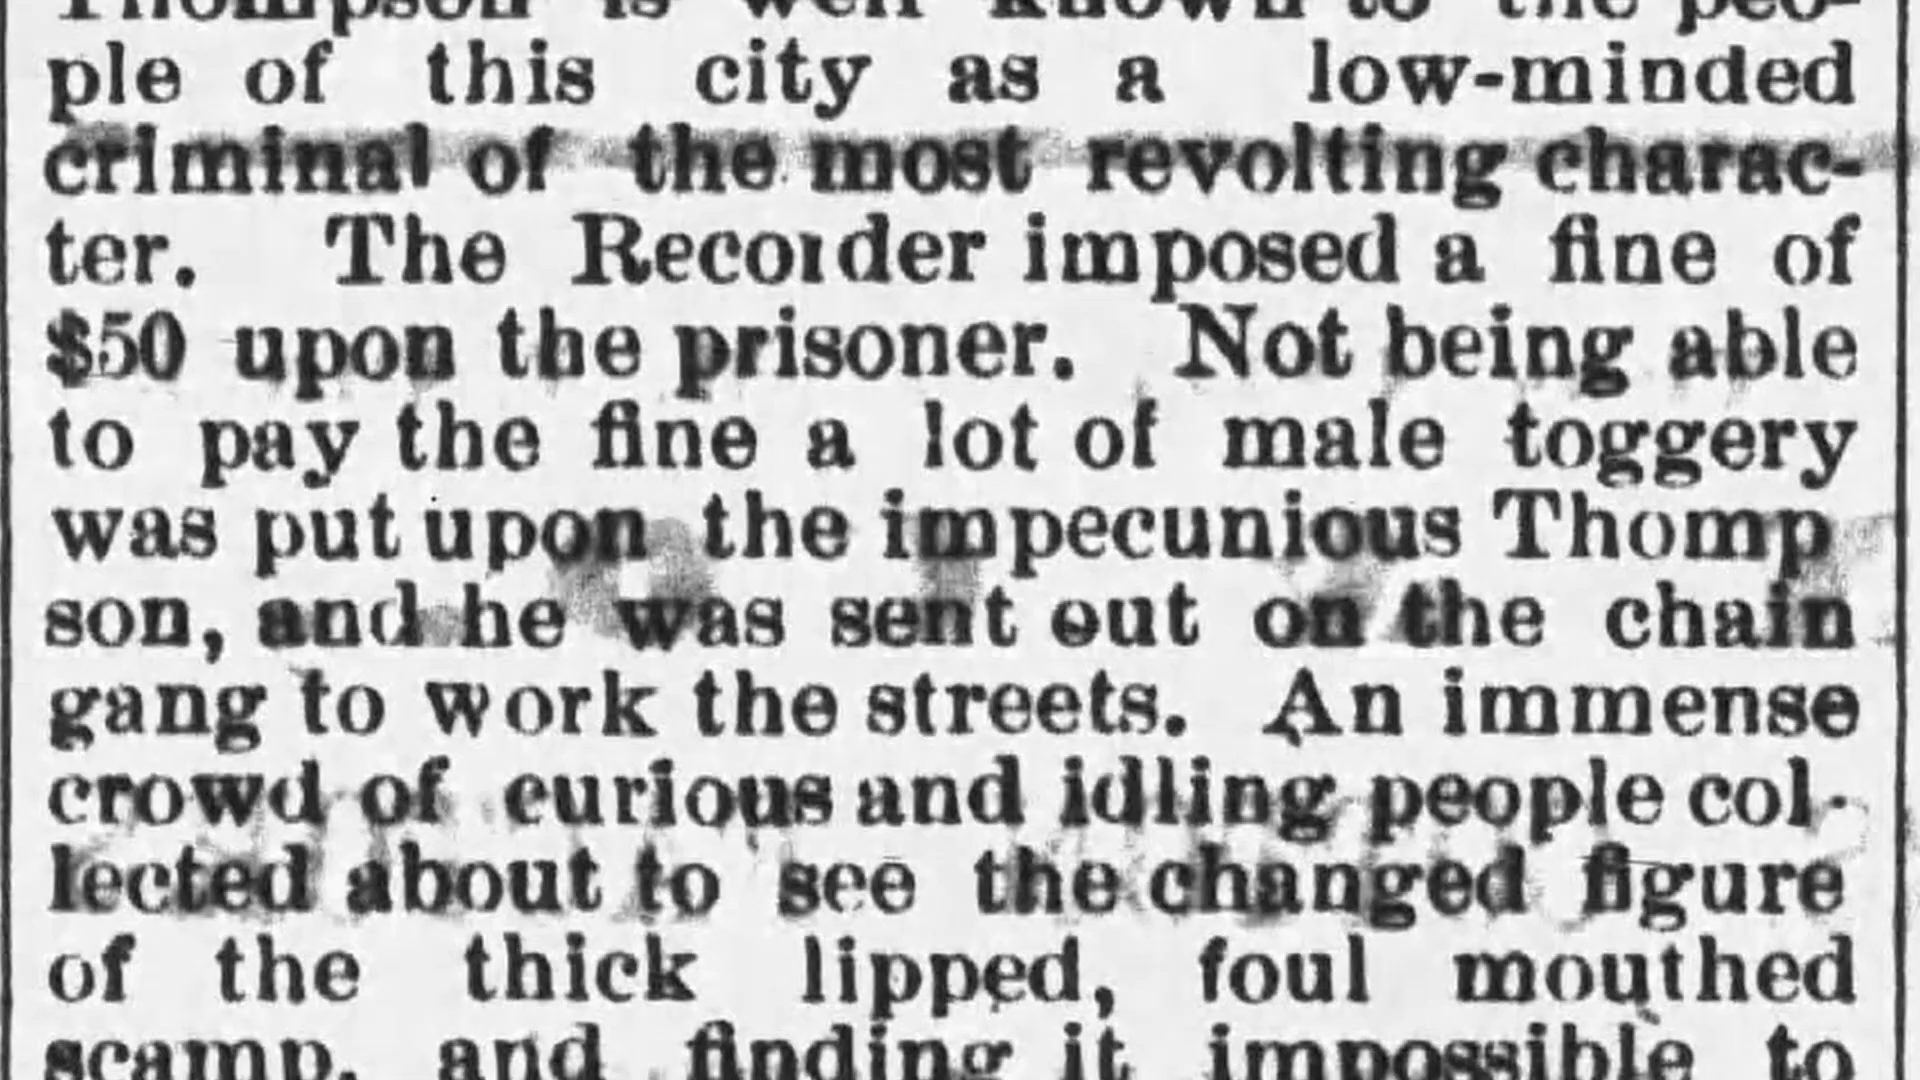 Thompson is well known to the peo-
ple of this city as a low-minded
criminal of the most revolting charac-
ter. The Recorder imposed a fine of
$50 upon the prisoner. Not being able
to pay the fine a lot of male toggery
was put upon the impecunious Thomp
son, and he was sent out on the chain
gang to work the streets. An immense
crowd of curious and idling people col-
lected about to see the changed figure
of the thick lipped, foul mouthed
scamp, and finding it impossible to